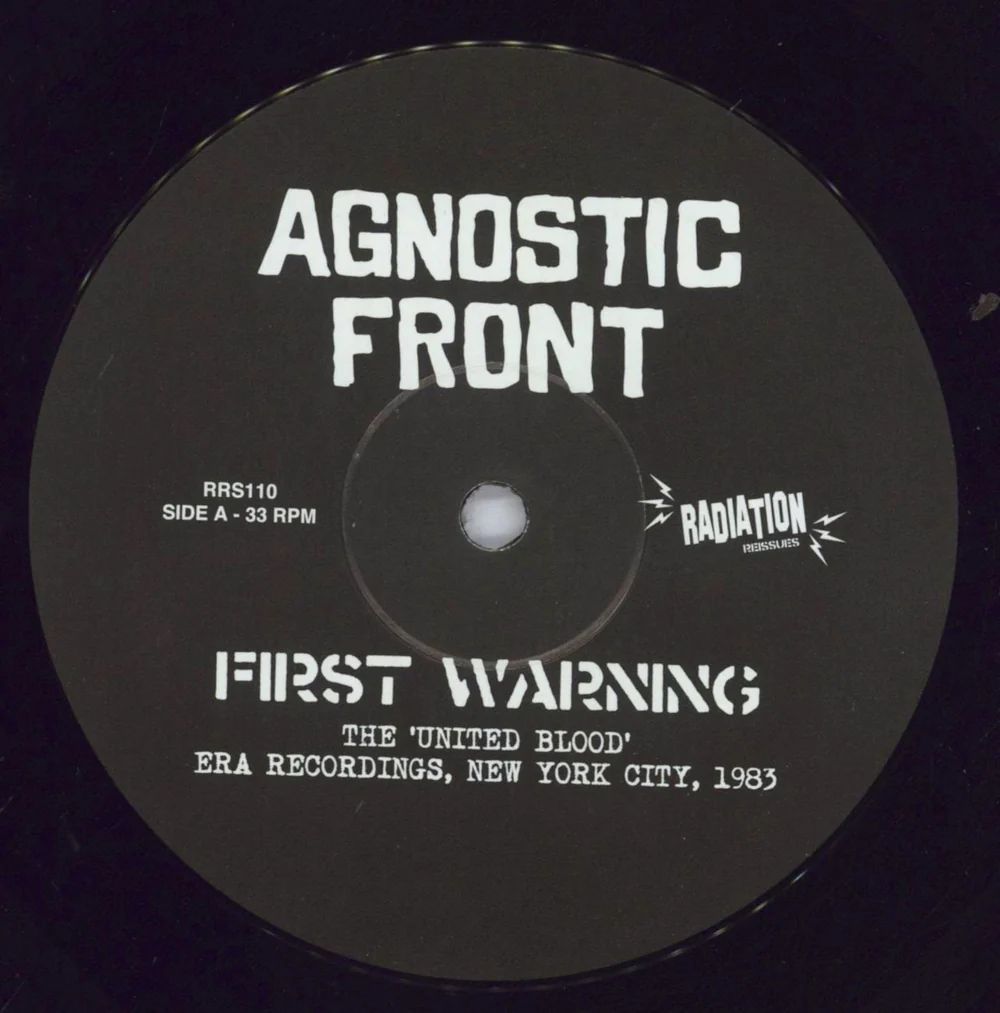 AGNOSTIC
FRONT
RRS110
SIDE A - 33 RPM
RADIATION
REISSUES
FIRST WARNING
THE 'UNITED BLOOD'
ERA RECORDINGS, NEW YORK CITY, 1983